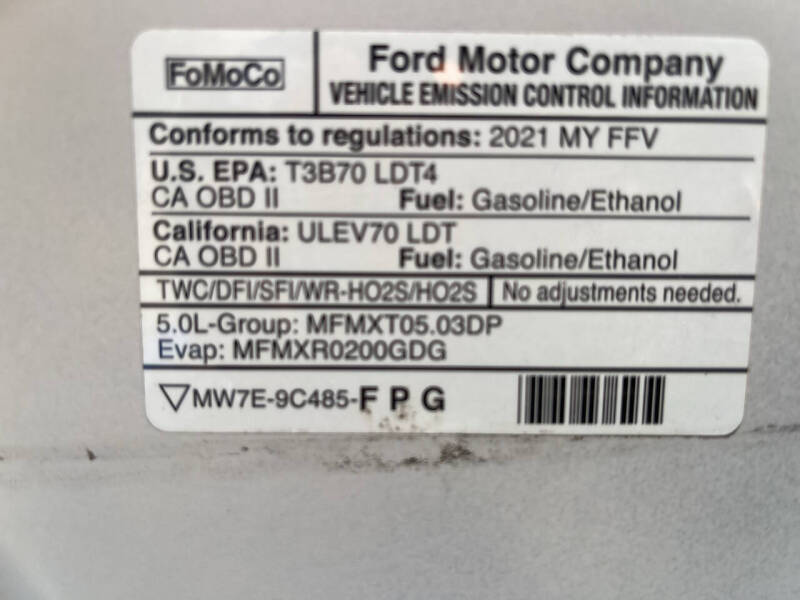 FoMoCo
Ford Motor Company
VEHICLE EMISSION CONTROL INFORMATION
Conforms to regulations: 2021 MY FFV
U.S. EPA: T3B70 LDT4
CA OBD II Fuel: Gasoline/Ethanol
California: ULEV70 LDT
CA OBD II Fuel: Gasoline/Ethanol
TWC/DFI/SFI/WR-HO2S/HO2S No adjustments needed.
5.0L-Group: MFMXT05.03DP
Evap: MFMXR0200GDG
▽MW7E-9C485-F P G